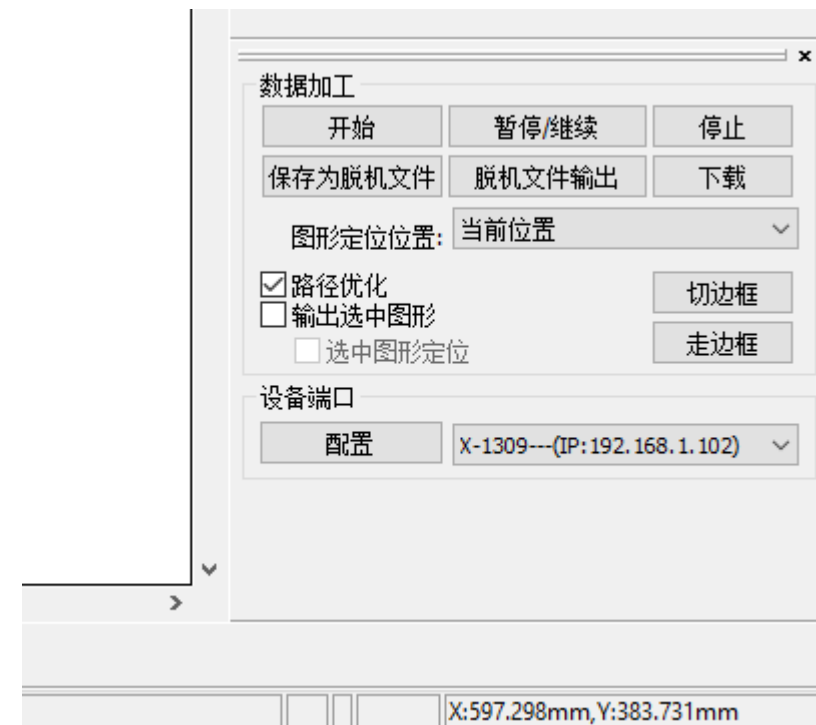 数据加工
开始 暂停/继续 停止
保存为脱机文件 脱机文件输出 下载
图形定位位置: 当前位置
路径优化 切边框
输出选中图形
选中图形定位 走边框
设备端口
配置 X-1309---(IP:192.168.1.102)
X:597.298mm,Y:383.731mm